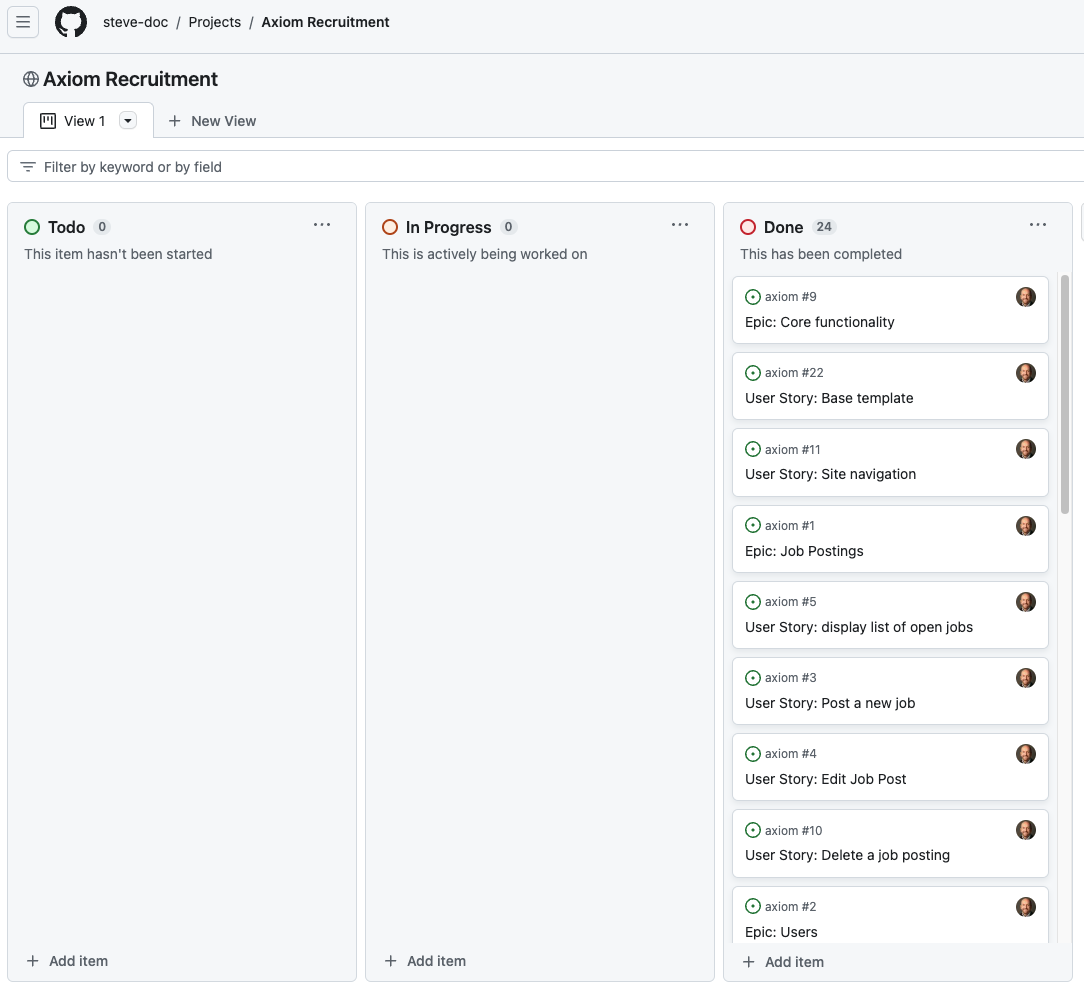 steve-doc / Projects / Axiom Recruitment
Axiom Recruitment
View 1
New View
Filter by keyword or by field
Todo 0
This item hasn't been started
Add item
In Progress 0
This is actively being worked on
Add item
Done 24
This has been completed
axiom #9
Epic: Core functionality
axiom #22
User Story: Base template
axiom #11
User Story: Site navigation
axiom #1
Epic: Job Postings
axiom #5
User Story: display list of open jobs
axiom #3
User Story: Post a new job
axiom #4
User Story: Edit Job Post
axiom #10
User Story: Delete a job posting
axiom #2
Epic: Users
Add item